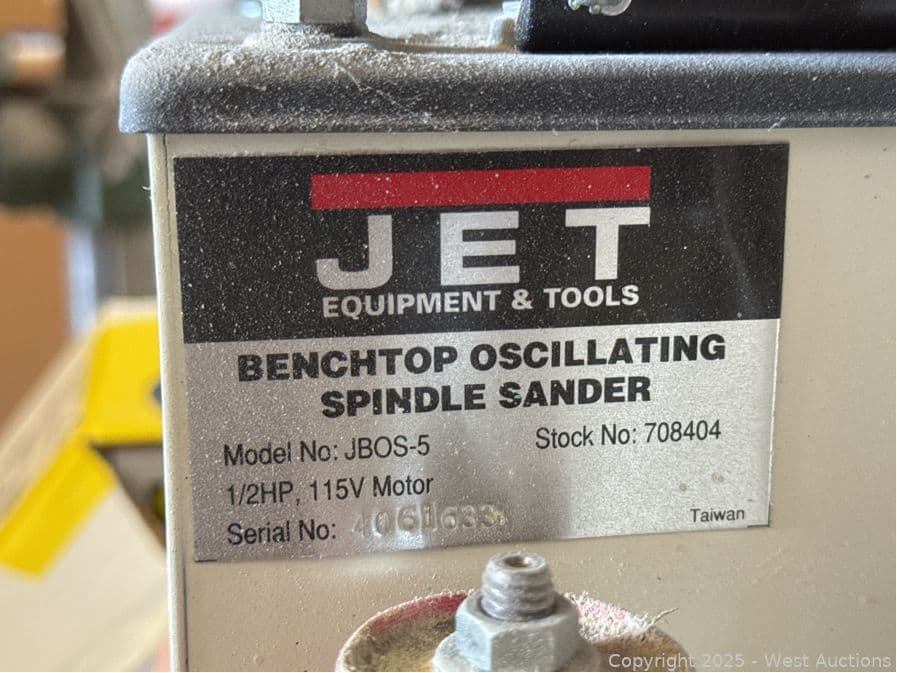 JET
EQUIPMENT & TOOLS
BENCHTOP OSCILLATING
SPINDLE SANDER
Model No: JBOS-5 Stock No: 708404
1/2HP, 115V Motor
Serial No: 4061633
Taiwan
Copyright 2025 - West Auctions